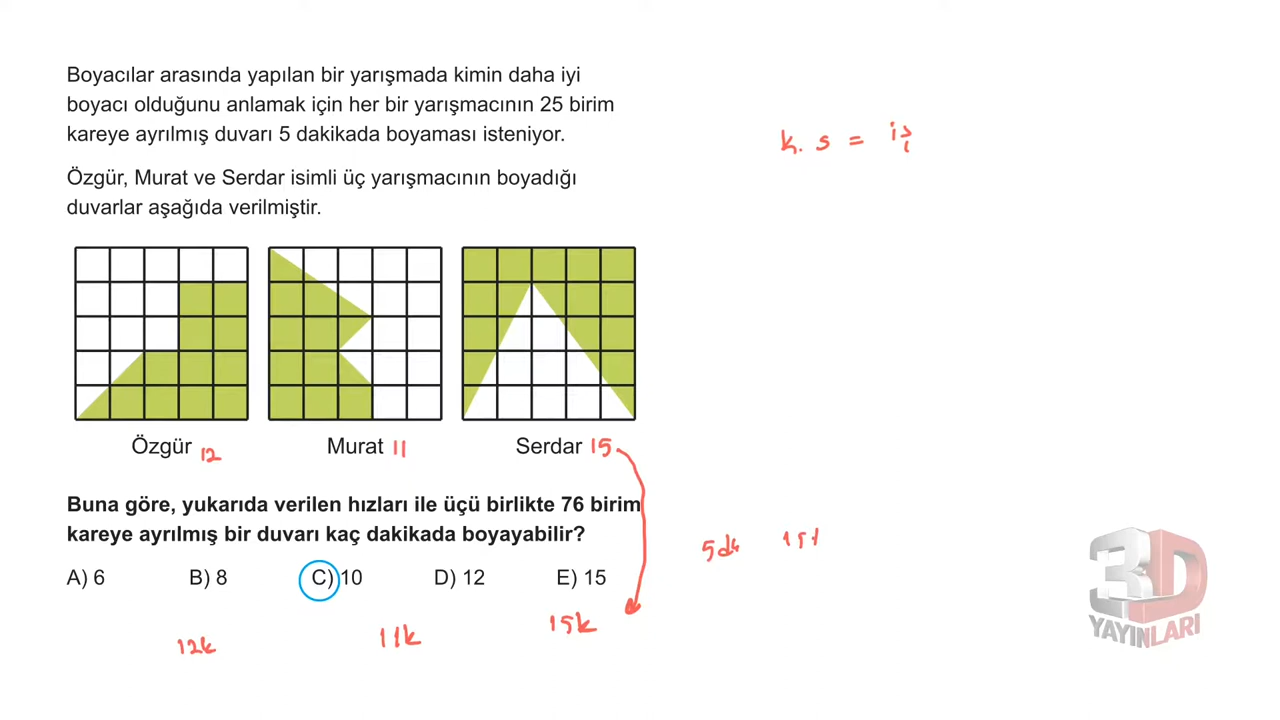 Boyacılar arasında yapılan bir yarışmada kimin daha iyi
boyacı olduğunu anlamak için her bir yarışmacının 25 birim
kareye ayrılmış duvarı 5 dakikada boyaması isteniyor.
Özgür, Murat ve Serdar isimli üç yarışmacının boyadığı
duvarlar aşağıda verilmiştir.
k. s = iş
Özgür 12 Murat 11 Serdar 15
Buna göre, yukarıda verilen hızları ile üçü birlikte 76 birim
kareye ayrılmış bir duvarı kaç dakikada boyayabilir?
A) 6 B) 8 C) 10 D) 12 E) 15
5dk
12k 11k 15k
3D
YAYINLARI